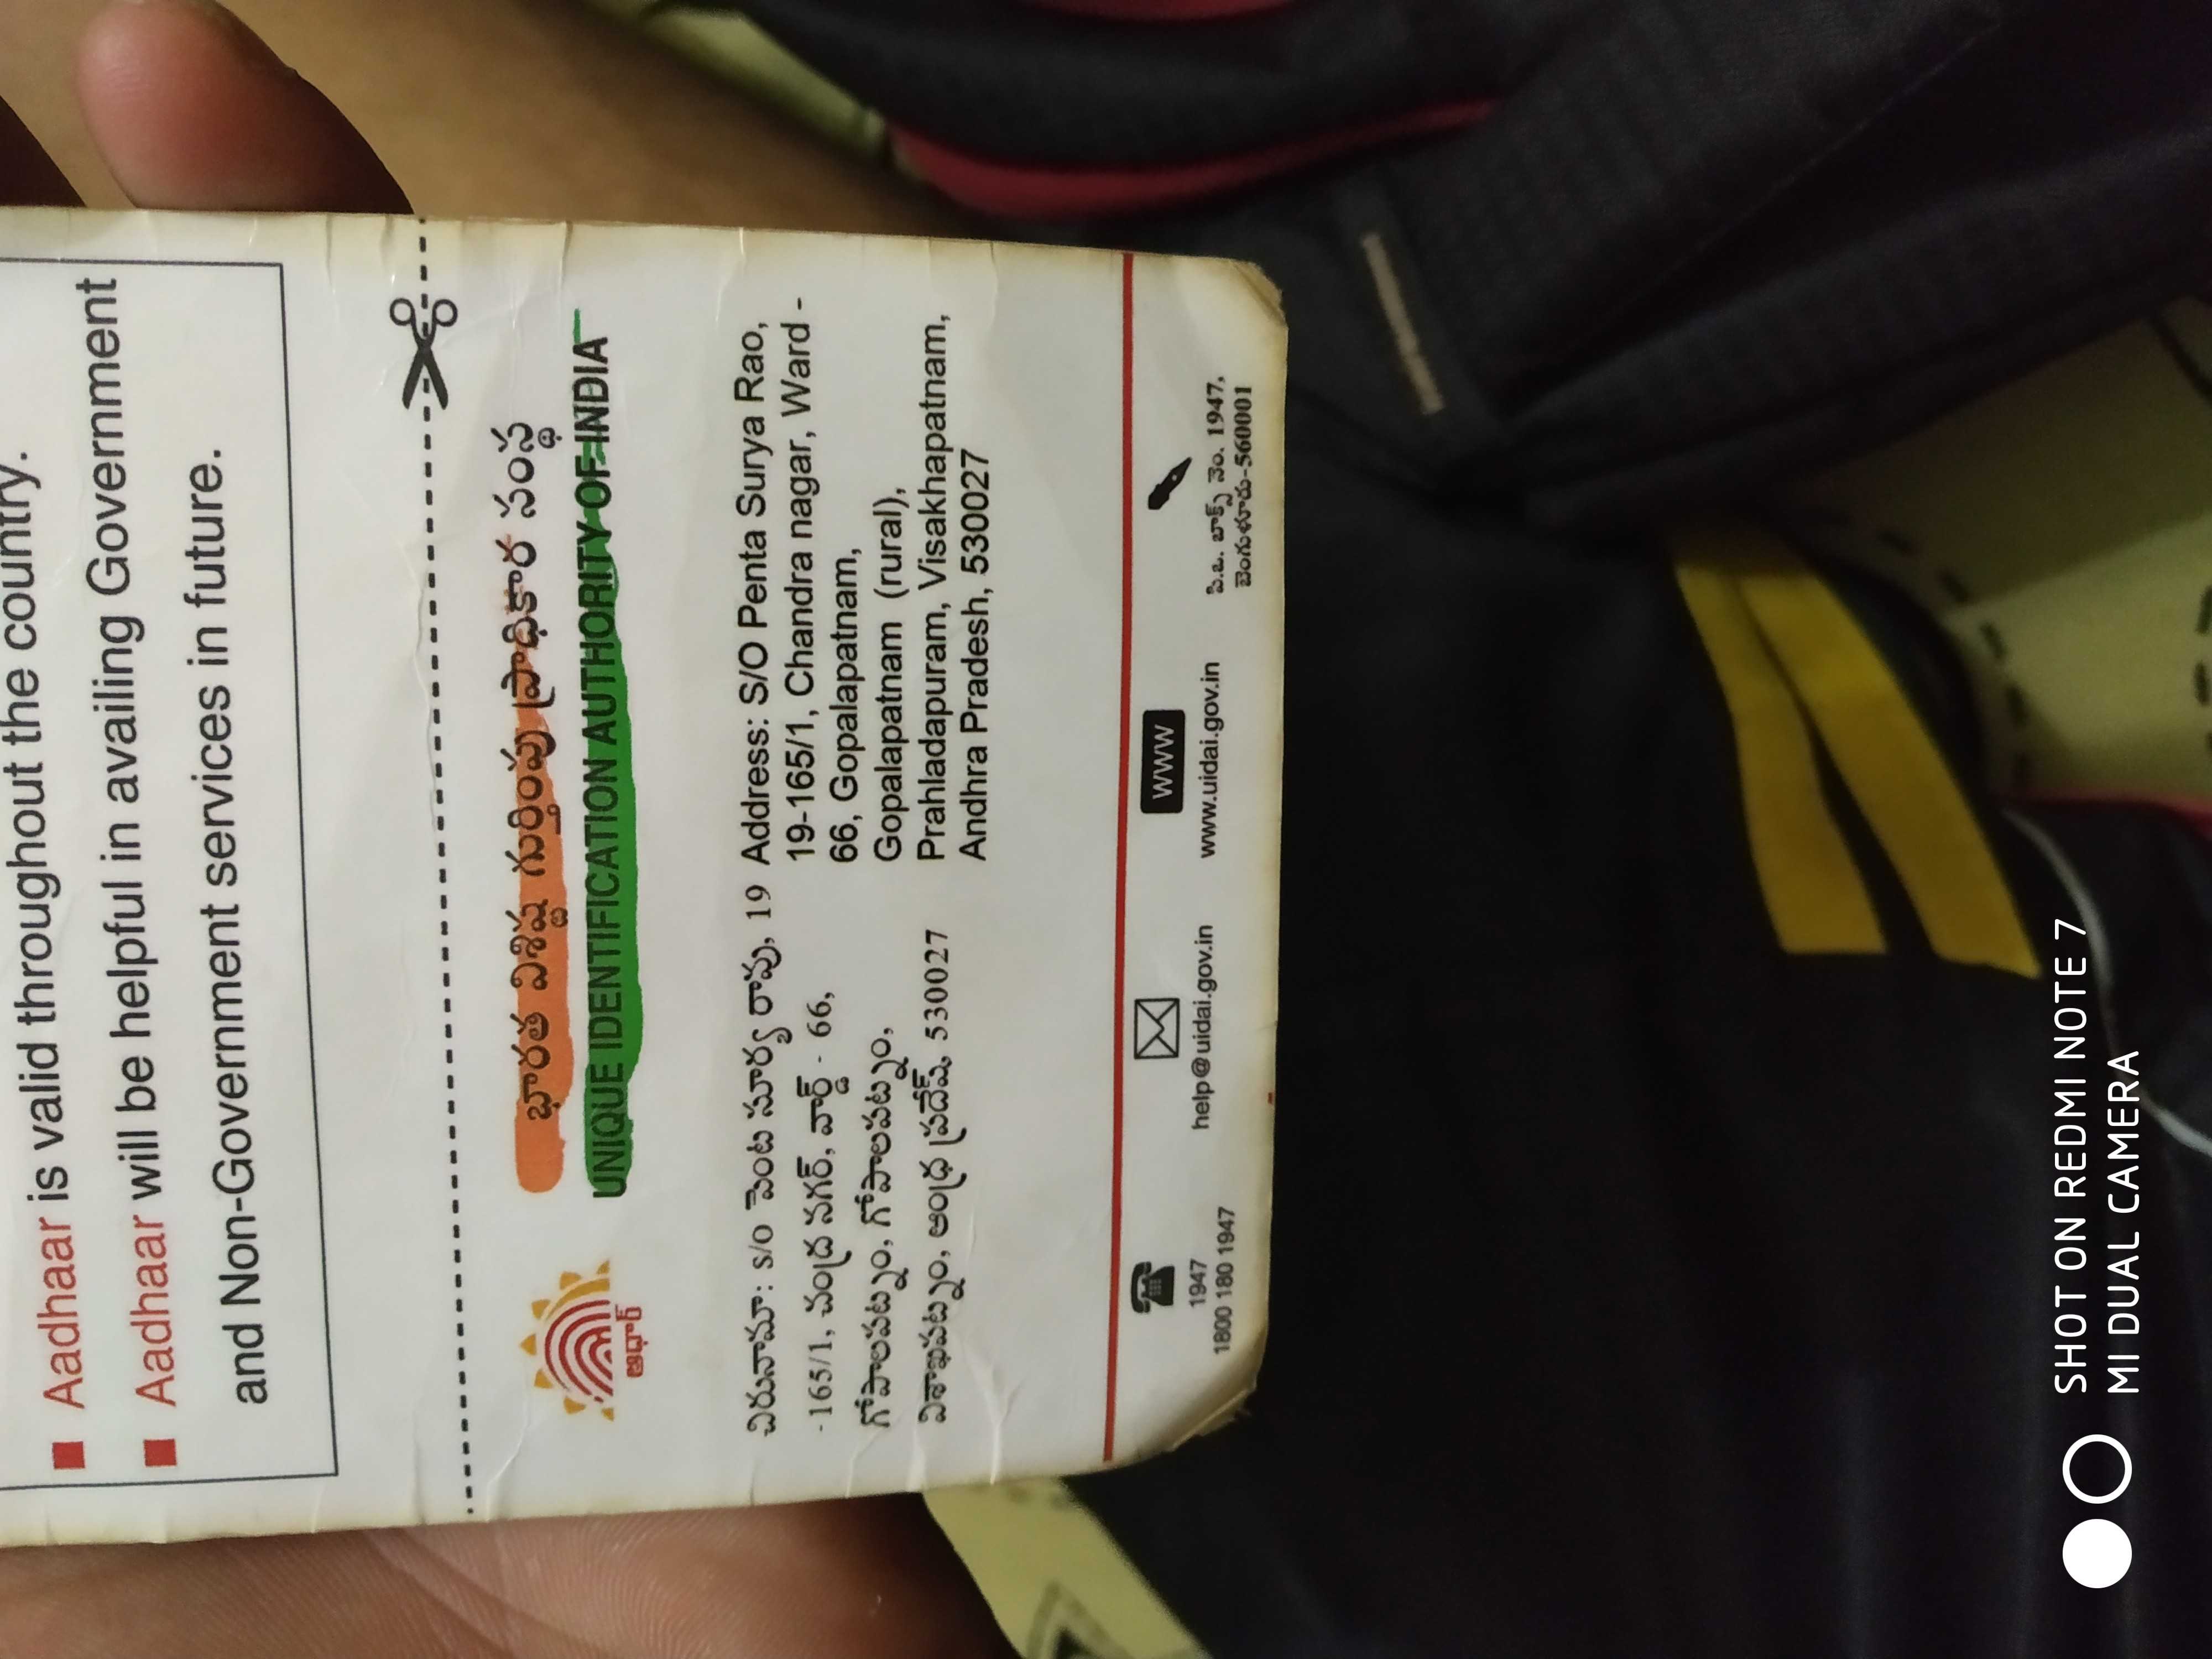 Aadhaar is valid throughout the country.
Aadhaar will be helpful in availing Government
and Non-Government services in future.
భారత విశిష్ట గుర్తింపు ప్రాధికార సంస్థ
UNIQUE IDENTIFICATION AUTHORITY OF INDIA
ఆధార్
చిరునామా: S/O పెంట సూర్య రావు, 19
-165/1, చంద్ర నగర్, వార్డ్ - 66,
గోపాలపట్నం, గోపాలపట్నం,
విశాఖపట్నం, ఆంధ్ర ప్రదేశ్, 530027
Address: S/O Penta Surya Rao,
19-165/1, Chandra nagar, Ward -
66, Gopalapatnam,
Gopalapatnam (rural),
Prahladapuram, Visakhapatnam,
Andhra Pradesh, 530027
1947
1800 180 1947
help@uidai.gov.in
WWW
www.uidai.gov.in
పి.ఒ. బాక్స్ నెం. 1947,
బెంగుళూరు-560001
SHOT ON REDMI NOTE 7
MI DUAL CAMERA